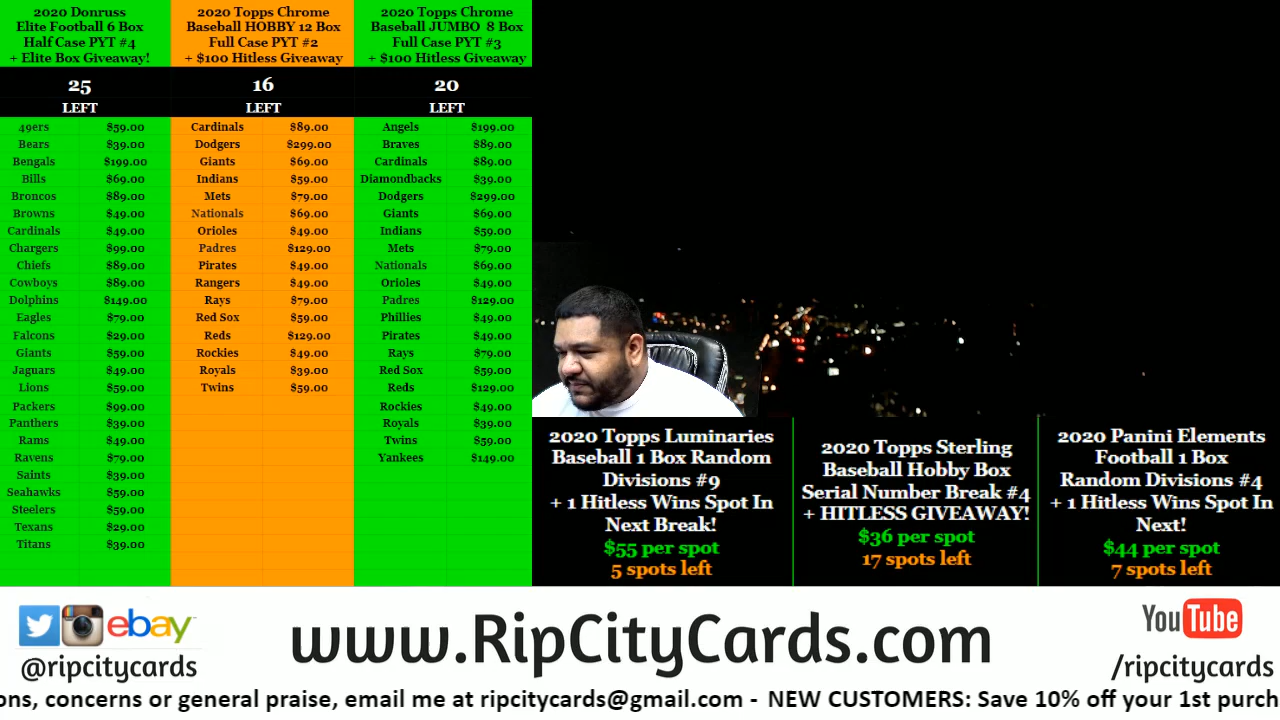 2020 Donruss
Elite Football 6 Box
Half Case PYT #4
+ Elite Box Giveaway!
25
LEFT
49ers $59.00
Bears $39.00
Bengals $199.00
Bills $69.00
Broncos $89.00
Browns $49.00
Cardinals $49.00
Chargers $99.00
Chiefs $89.00
Cowboys $89.00
Dolphins $149.00
Eagles $79.00
Falcons $29.00
Giants $59.00
Jaguars $49.00
Lions $59.00
Packers $99.00
Panthers $39.00
Rams $49.00
Ravens $79.00
Saints $39.00
Seahawks $59.00
Steelers $59.00
Texans $29.00
Titans $39.00
2020 Topps Chrome
Baseball HOBBY 12 Box
Full Case PYT #2
+ $100 Hitless Giveaway
16
LEFT
Cardinals $89.00
Dodgers $299.00
Giants $69.00
Indians $59.00
Mets $79.00
Nationals $69.00
Orioles $49.00
Padres $129.00
Pirates $49.00
Rangers $49.00
Rays $79.00
Red Sox $59.00
Reds $129.00
Rockies $49.00
Royals $39.00
Twins $59.00
2020 Topps Chrome
Baseball JUMBO 8 Box
Full Case PYT #3
+ $100 Hitless Giveaway
20
LEFT
Angels $199.00
Braves $89.00
Cardinals $89.00
Diamondbacks $39.00
Dodgers $299.00
Giants $69.00
Indians $59.00
Mets $79.00
Nationals $69.00
Orioles $49.00
Padres $129.00
Phillies $49.00
Pirates $49.00
Rays $79.00
Red Sox $59.00
Reds $129.00
Rockies $49.00
Royals $39.00
Twins $59.00
Yankees $149.00
2020 Topps Luminaries
Baseball 1 Box Random
Divisions #9
+ 1 Hitless Wins Spot In
Next Break!
$55 per spot
5 spots left
2020 Topps Sterling
Baseball Hobby Box
Serial Number Break #4
+ HITLESS GIVEAWAY!
$36 per spot
17 spots left
2020 Panini Elements
Football 1 Box
Random Divisions #4
+ 1 Hitless Wins Spot In
Next!
$44 per spot
7 spots left
ebay
@ripcitycards
www.RipCityCards.com
YouTube
/ripcitycards
ons, concerns or general praise, email me at ripcitycards@gmail.com - NEW CUSTOMERS: Save 10% off your 1st purch